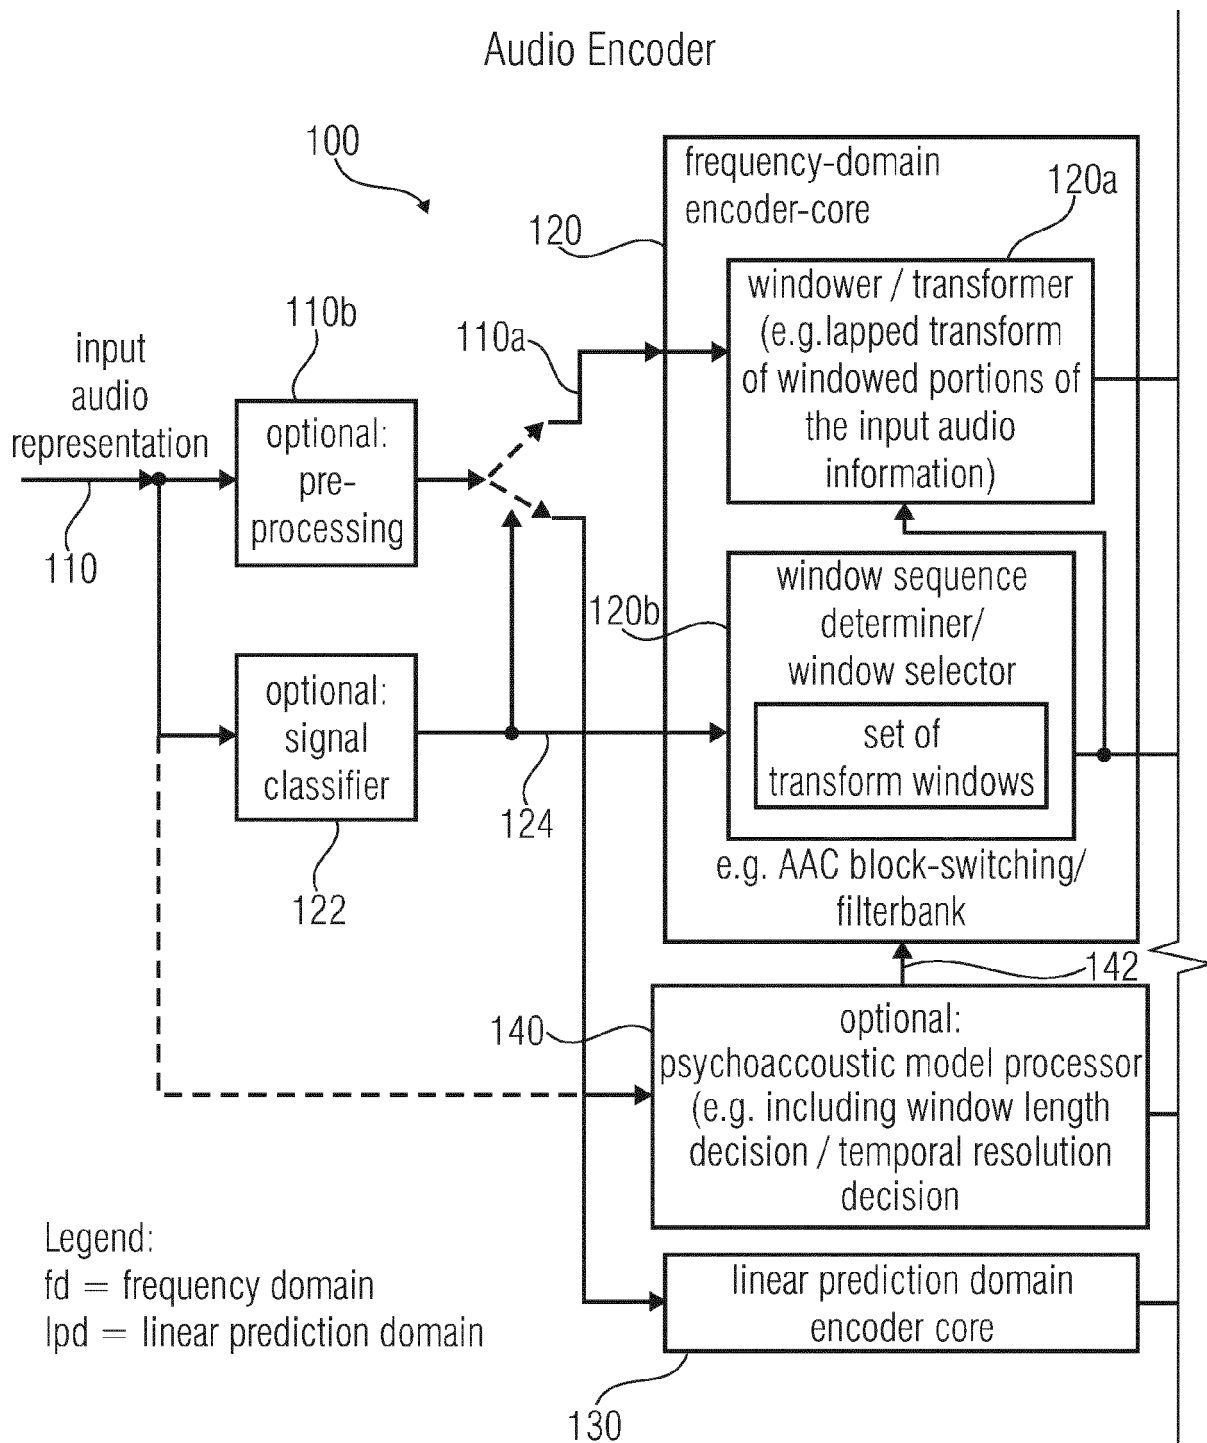 Audio Encoder
100
frequency-domain
encoder-core
120a
120
windower / transformer
(e.g.lapped transform
of windowed portions of
the input audio
information)
110b
110a
input
audio
representation
optional:
pre-
processing
110
120b
window sequence
determiner/
window selector
set of
transform windows
optional:
signal
classifier
124
122
e.g. AAC block-switching/
filterbank
142
140
optional:
psychoaccoustic model processor
(e.g. including window length
decision / temporal resolution
decision
Legend:
fd = frequency domain
lpd = linear prediction domain
linear prediction domain
encoder core
130